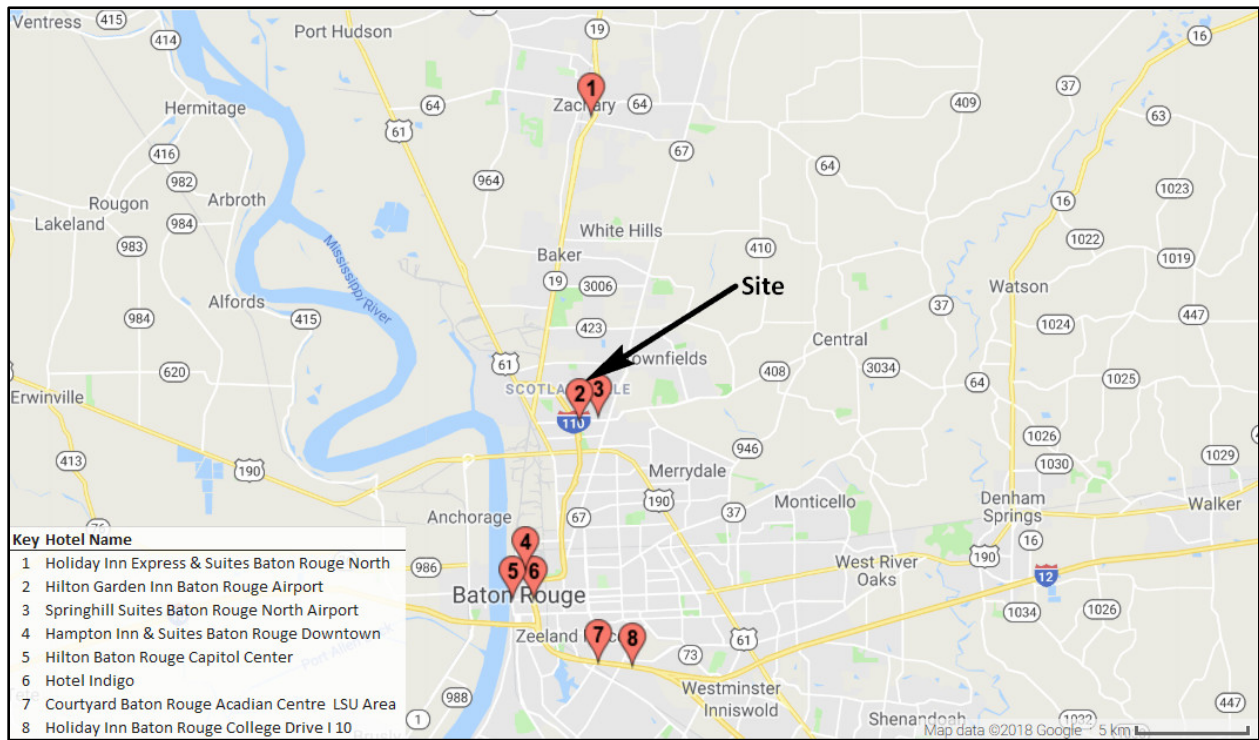 Ventress
415
414
Port Hudson
19
16
Hermitage
64
61
Zachary
64
1
409
37
63
67
416
982
Rougon
Arbroth
964
64
1023
Lakeland
984
983
White Hills
16
1022
Baker
410
1019
Mississippi River
19
3006
Site
Watson
Alfords
984
415
423
37
447
1024
Central
620
61
408
3034
64
1025
Erwinville
2
3
110
413
190
946
1026
1030
1029
Merrydale
190
Monticello
Denham
Springs
Walker
Anchorage
67
37
76
4
16
190
986
5
6
West River
Oaks
12
Baton Rouge
1034
1026
Zeeland
7
8
61
73
Westminster
Inniswold
988
1
447
Shenandoah
1032
Key Hotel Name
1 Holiday Inn Express & Suites Baton Rouge North
2 Hilton Garden Inn Baton Rouge Airport
3 Springhill Suites Baton Rouge North Airport
4 Hampton Inn & Suites Baton Rouge Downtown
5 Hilton Baton Rouge Capitol Center
6 Hotel Indigo
7 Courtyard Baton Rouge Acadian Centre LSU Area
8 Holiday Inn Baton Rouge College Drive I 10
Map data ©2018 Google
5 km